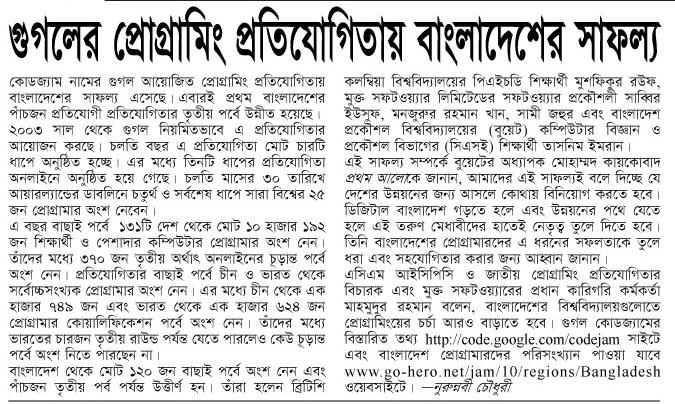 গুগলের প্রোগ্রামিং প্রতিযোগিতায় বাংলাদেশের সাফল্য
কোডজ্যাম নামের গুগল আয়োজিত প্রোগ্রামিং প্রতিযোগিতায়
বাংলাদেশের সাফল্য এসেছে। এবারই প্রথম বাংলাদেশের
পাঁচজন প্রতিযোগী প্রতিযোগিতার তৃতীয় পর্বে উন্নীত হয়েছে।
২০০৩ সাল থেকে গুগল নিয়মিতভাবে এ প্রতিযোগিতার
আয়োজন করছে। চলতি বছর এ প্রতিযোগিতা মোট চারটি
ধাপে অনুষ্ঠিত হচ্ছে। এর মধ্যে তিনটি ধাপের প্রতিযোগিতা
অনলাইনে অনুষ্ঠিত হয়ে গেছে। চলতি মাসের ৩০ তারিখে
আয়ারল্যান্ডের ডাবলিনে চতুর্থ ও সর্বশেষ ধাপে সারা বিশ্বের ২৫
জন প্রোগ্রামার অংশ নেবেন।
এ বছর বাছাই পর্বে ১৩১টি দেশ থেকে মোট ১০ হাজার ১৯২
জন শিক্ষার্থী ও পেশাদার কম্পিউটার প্রোগ্রামার অংশ নেন।
তাঁদের মধ্যে ৩৭০ জন তৃতীয় অর্থাৎ অনলাইনের চূড়ান্ত পর্বে
অংশ নেন। প্রতিযোগিতার বাছাই পর্বে চীন ও ভারত থেকে
সর্বোচ্চসংখ্যক প্রোগ্রামার অংশ নেন। এর মধ্যে চীন থেকে এক
হাজার ৭৪৯ জন এবং ভারত থেকে এক হাজার ৬২৪ জন
প্রোগ্রামার কোয়ালিফিকেশন পর্বে অংশ নেন। তাঁদের মধ্যে
ভারতের চারজন তৃতীয় রাউন্ড পর্যন্ত যেতে পারলেও কেউ চূড়ান্ত
পর্বে অংশ নিতে পারছেন না।
বাংলাদেশ থেকে মোট ১২০ জন বাছাই পর্বে অংশ নেন এবং
পাঁচজন তৃতীয় পর্ব পর্যন্ত উত্তীর্ণ হন। তাঁরা হলেন ব্রিটিশ
কলম্বিয়া বিশ্ববিদ্যালয়ের পিএইচডি শিক্ষার্থী মুশফিকুর রউফ,
মুক্ত সফটওয়্যার লিমিটেডের সফটওয়্যার প্রকৌশলী সাব্বির
ইউসুফ, মনজুরুর রহমান খান, সামী জহুর এবং বাংলাদেশ
প্রকৌশল বিশ্ববিদ্যালয়ের (বুয়েট) কম্পিউটার বিজ্ঞান ও
প্রকৌশল বিভাগের (সিএসই) শিক্ষার্থী তাসনিম ইমরান।
এই সাফল্য সম্পর্কে বুয়েটের অধ্যাপক মোহাম্মদ কায়কোবাদ
প্রথম আলোকে জানান, আমাদের এই সাফল্যই বলে দিচ্ছে যে
দেশের উন্নয়নের জন্য আসলে কোথায় বিনিয়োগ করতে হবে।
ডিজিটাল বাংলাদেশ গড়তে হলে এবং উন্নয়নের পথে যেতে
হলে এই তরুণ মেধাবীদের হাতেই নেতৃত্ব তুলে দিতে হবে।
তিনি বাংলাদেশের প্রোগ্রামারদের এ ধরনের সফলতাকে তুলে
ধরা এবং সহযোগিতার করার জন্য আহ্বান জানান।
এসিএম আইসিপিসি ও জাতীয় প্রোগ্রামিং প্রতিযোগিতার
বিচারক এবং মুক্ত সফটওয়্যারের প্রধান কারিগরি কর্মকর্তা
মাহমুদুর রহমান বলেন, বাংলাদেশের বিশ্ববিদ্যালয়গুলোতে
প্রোগ্রামিংয়ের চর্চা আরও বাড়াতে হবে। গুগল কোডজ্যামের
বিস্তারিত তথ্য http://code.google.com/codejam সাইটে
এবং বাংলাদেশ প্রোগ্রামারদের পরিসংখ্যান পাওয়া যাবে
www.go-hero.net/jam/10/regions/Bangladesh
ওয়েবসাইটে। —নুরুন্নবী চৌধুরী